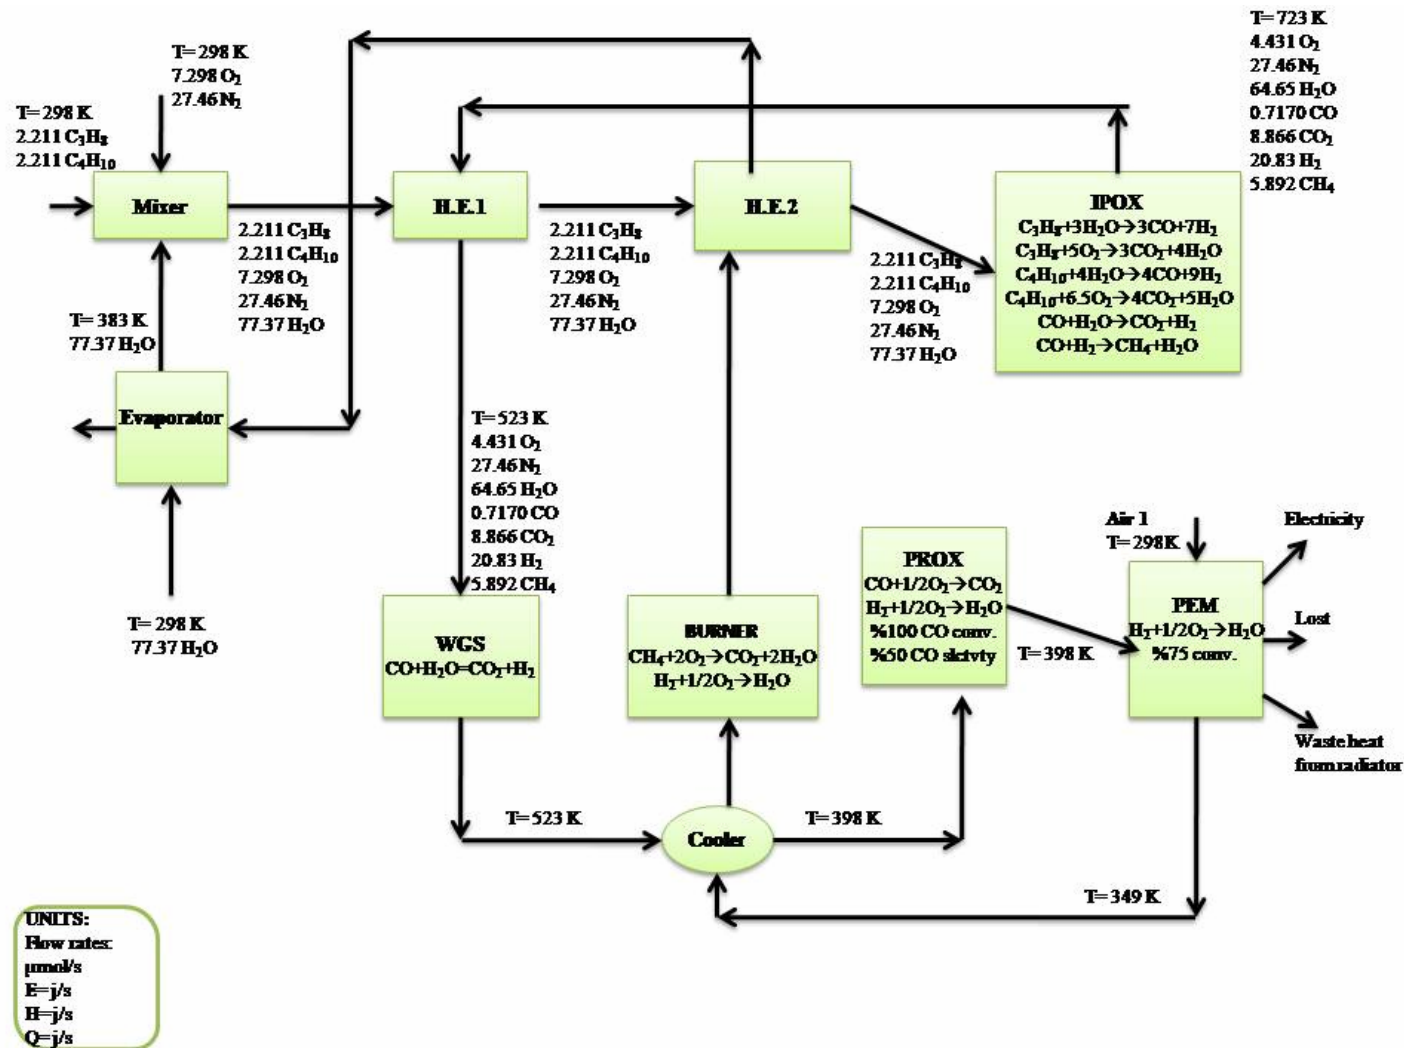 T= 298 K
7.298 O₂
27.46 N₂
T= 298 K
2.211 C₃H₈
2.211 C₄H₁₀
Mixer
2.211 C₃H₈
2.211 C₄H₁₀
7.298 O₂
27.46 N₂
77.37 H₂O
H.E.1
2.211 C₃H₈
2.211 C₄H₁₀
7.298 O₂
27.46 N₂
77.37 H₂O
H.E.2
2.211 C₃H₈
2.211 C₄H₁₀
7.298 O₂
27.46 N₂
77.37 H₂O
IPOX
C₃H₈+3H₂O→3CO+7H₂
C₃H₈+5O₂→3CO₂+4H₂O
C₄H₁₀+4H₂O→4CO+9H₂
C₄H₁₀+6.5O₂→4CO₂+5H₂O
CO+H₂O→CO₂+H₂
CO+H₂→CH₄+H₂O
T= 723 K
4.431 O₂
27.46 N₂
64.65 H₂O
0.7170 CO
8.866 CO₂
20.83 H₂
5.892 CH₄
T= 383 K
77.37 H₂O
Evaporator
T= 298 K
77.37 H₂O
T= 523 K
4.431 O₂
27.46 N₂
64.65 H₂O
0.7170 CO
8.866 CO₂
20.83 H₂
5.892 CH₄
WGS
CO+H₂O=CO₂+H₂
BURNER
CH₄+2O₂→CO₂+2H₂O
H₂+1/2O₂→H₂O
PROX
CO+1/2O₂→CO₂
H₂+1/2O₂→H₂O
%100 CO conv.
%50 CO slctvty
T= 398 K
Air 1
T= 298K
PEM
H₂+1/2O₂→H₂O
%75 conv.
Electricity
Lost
Waste heat
from radiator
T= 523 K
Cooler
T= 398 K
T= 349 K
UNITS:
Flow rates:
µmol/s
E=j/s
H=j/s
Q=j/s